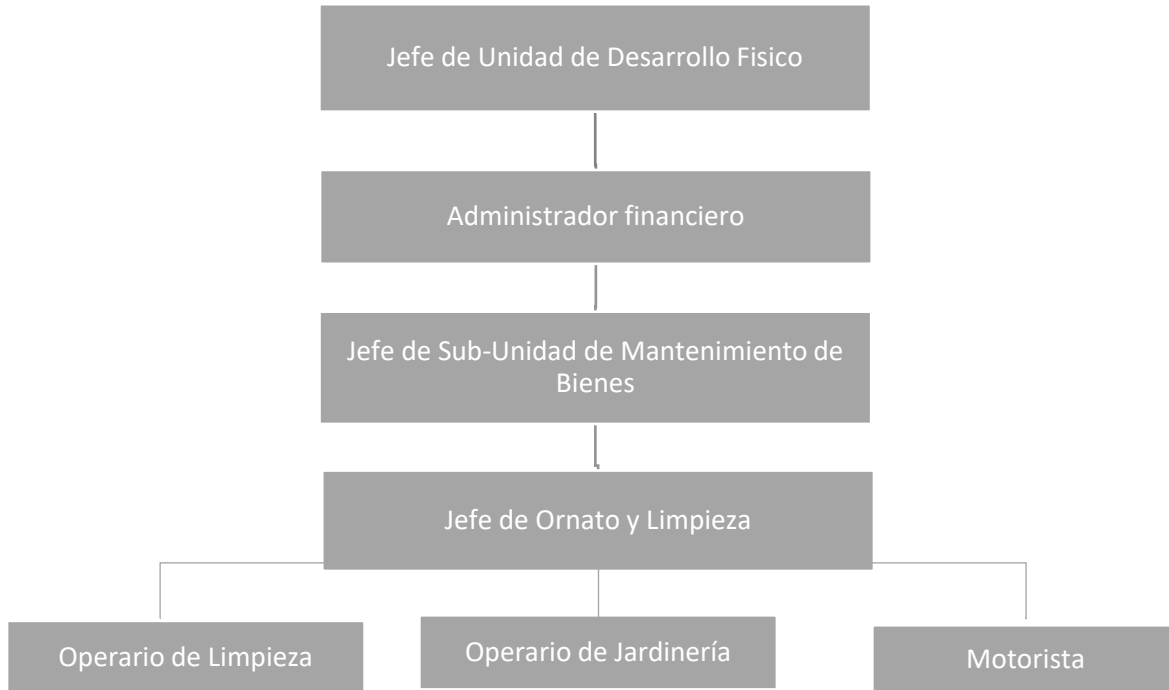 Jefe de Unidad de Desarrollo Fisico
Administrador financiero
Jefe de Sub-Unidad de Mantenimiento de
Bienes
Jefe de Ornato y Limpieza
Operario de Limpieza
Operario de Jardinería
Motorista